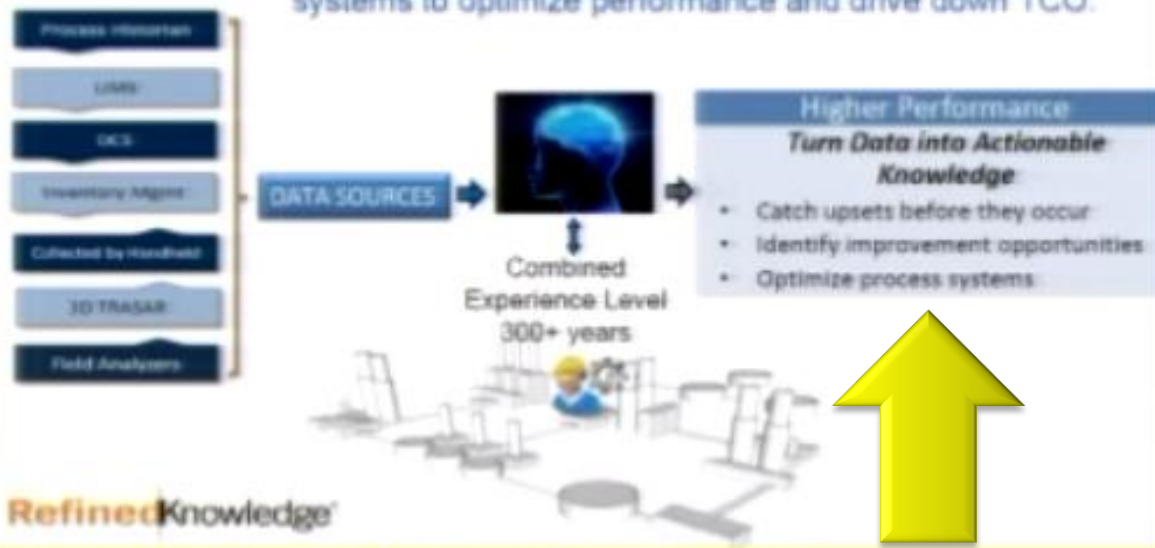 systems to optimize performance and drive down TCO.
Process Historian
LIMS
DCS
Inventory Mgmt
Collected by Handheld
3D TRASAR
Field Analyzers
DATA SOURCES
Combined
Experience Level
300+ years
Higher Performance
Turn Data into Actionable
Knowledge
• Catch upsets before they occur
• Identify improvement opportunities
• Optimize process systems
RefinedKnowledge